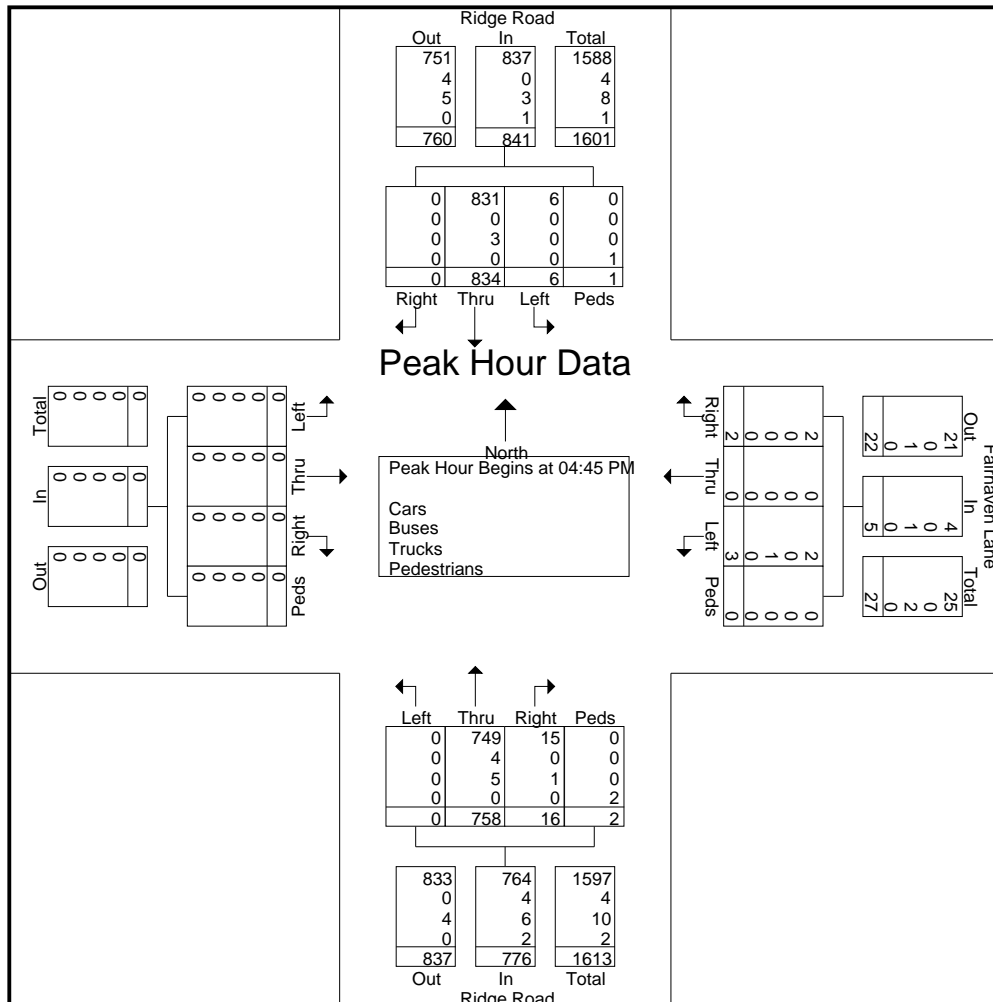 Ridge Road
Out In Total
751 837 1588
4 0 4
5 3 8
0 1 1
760 841 1601
0 831 6 0
0 0 0 0
0 3 0 0
0 0 0 1
0 834 6 1
Right Thru Left Peds
Peak Hour Data
North
Peak Hour Begins at 04:45 PM
Cars
Buses
Trucks
Pedestrians
Total
0 0 0 0 0
In
0 0 0 0 0
Out
0 0 0 0 0
Left
0 0 0 0 0
Thru
0 0 0 0 0
Right
0 0 0 0 0
Peds
0 0 0 0 0
Right
2 0 0 0 2
Thru
0 0 0 0 0
Left
2 0 1 0 3
Peds
0 0 0 0 0
Out
21 0 1 0 22
In
4 0 1 0 5
Total
25 0 2 0 27
Fairhaven Lane
Left Thru Right Peds
0 749 15 0
0 4 0 0
0 5 1 0
0 0 0 2
0 758 16 2
833 764 1597
0 4 4
4 6 10
0 2 2
837 776 1613
Out In Total
Ridge Road